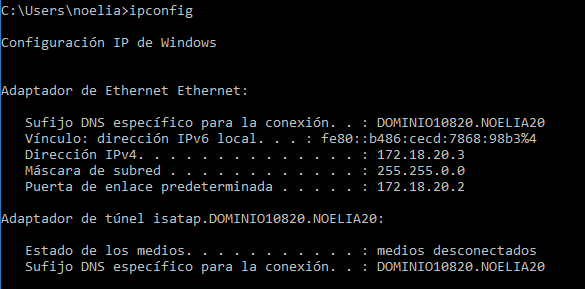 C:\Users\noelia>ipconfig
Configuración IP de Windows
Adaptador de Ethernet Ethernet:
Sufijo DNS específico para la conexión. . : DOMINIO10820.NOELIA20
Vínculo: dirección IPv6 local. . . : fe80::b486:cecd:7868:98b3%4
Dirección IPv4. . . . . . . . . . . . . . : 172.18.20.3
Máscara de subred . . . . . . . . . . . . : 255.255.0.0
Puerta de enlace predeterminada . . . . . : 172.18.20.2
Adaptador de túnel isatap.DOMINIO10820.NOELIA20:
Estado de los medios. . . . . . . . . . . : medios desconectados
Sufijo DNS específico para la conexión. . : DOMINIO10820.NOELIA20